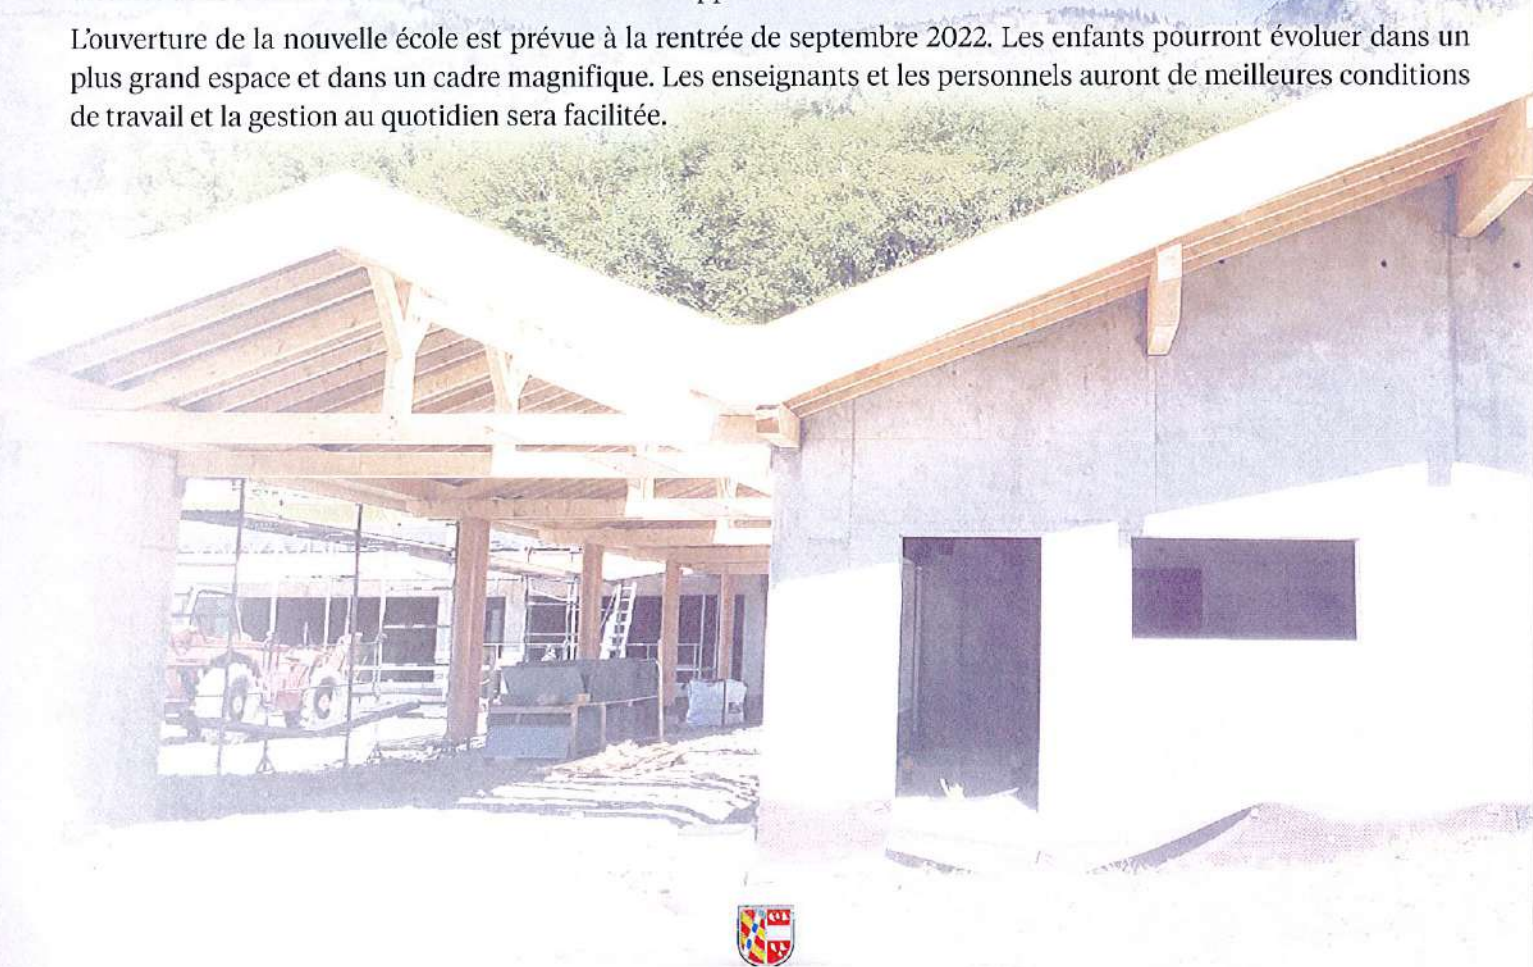 L'ouverture de la nouvelle école est prévue à la rentrée de septembre 2022. Les enfants pourront évoluer dans un
plus grand espace et dans un cadre magnifique. Les enseignants et les personnels auront de meilleures conditions
de travail et la gestion au quotidien sera facilitée.